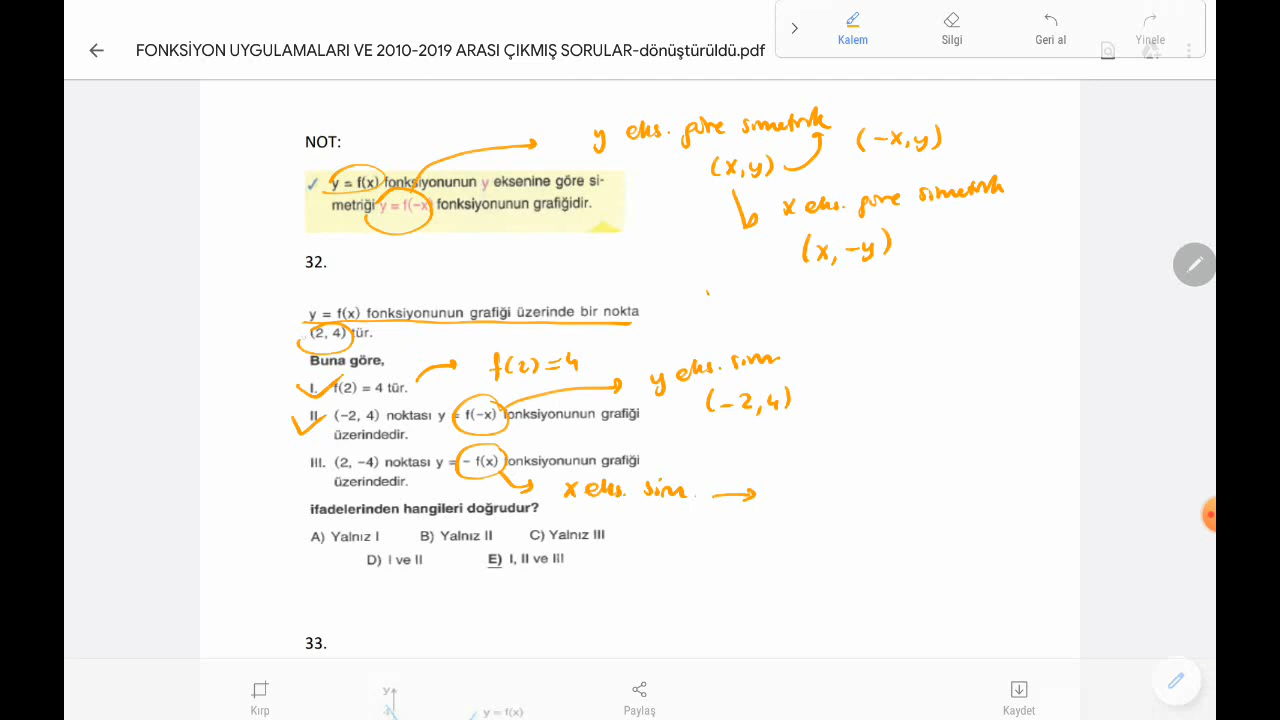 FONKSİYON UYGULAMALARI VE 2010-2019 ARASI ÇIKMIŞ SORULAR-dönüştürüldü.pdf
Kalem
Silgi
Geri al
Yinele
NOT:
y = f(x) fonksiyonunun y eksenine göre si-
metriği y = f(-x) fonksiyonunun grafiğidir.
y eks. göre simetrik
(x,y)
(-x,y)
x eks. göre simetrik
(x,-y)
32.
y = f(x) fonksiyonunun grafiği üzerinde bir nokta
(2, 4) tür.
Buna göre,
f(2)=4
I. f(2) = 4 tür.
y eks. sim
(-2,4)
II. (-2, 4) noktası y = f(-x) fonksiyonunun grafiği
üzerindedir.
III. (2, -4) noktası y = - f(x) fonksiyonunun grafiği
üzerindedir.
x eks. sim.
ifadelerinden hangileri doğrudur?
A) Yalnız I B) Yalnız II C) Yalnız III
D) I ve II E) I, II ve III
33.
y
y = f(x)
Kırp
Paylaş
Kaydet